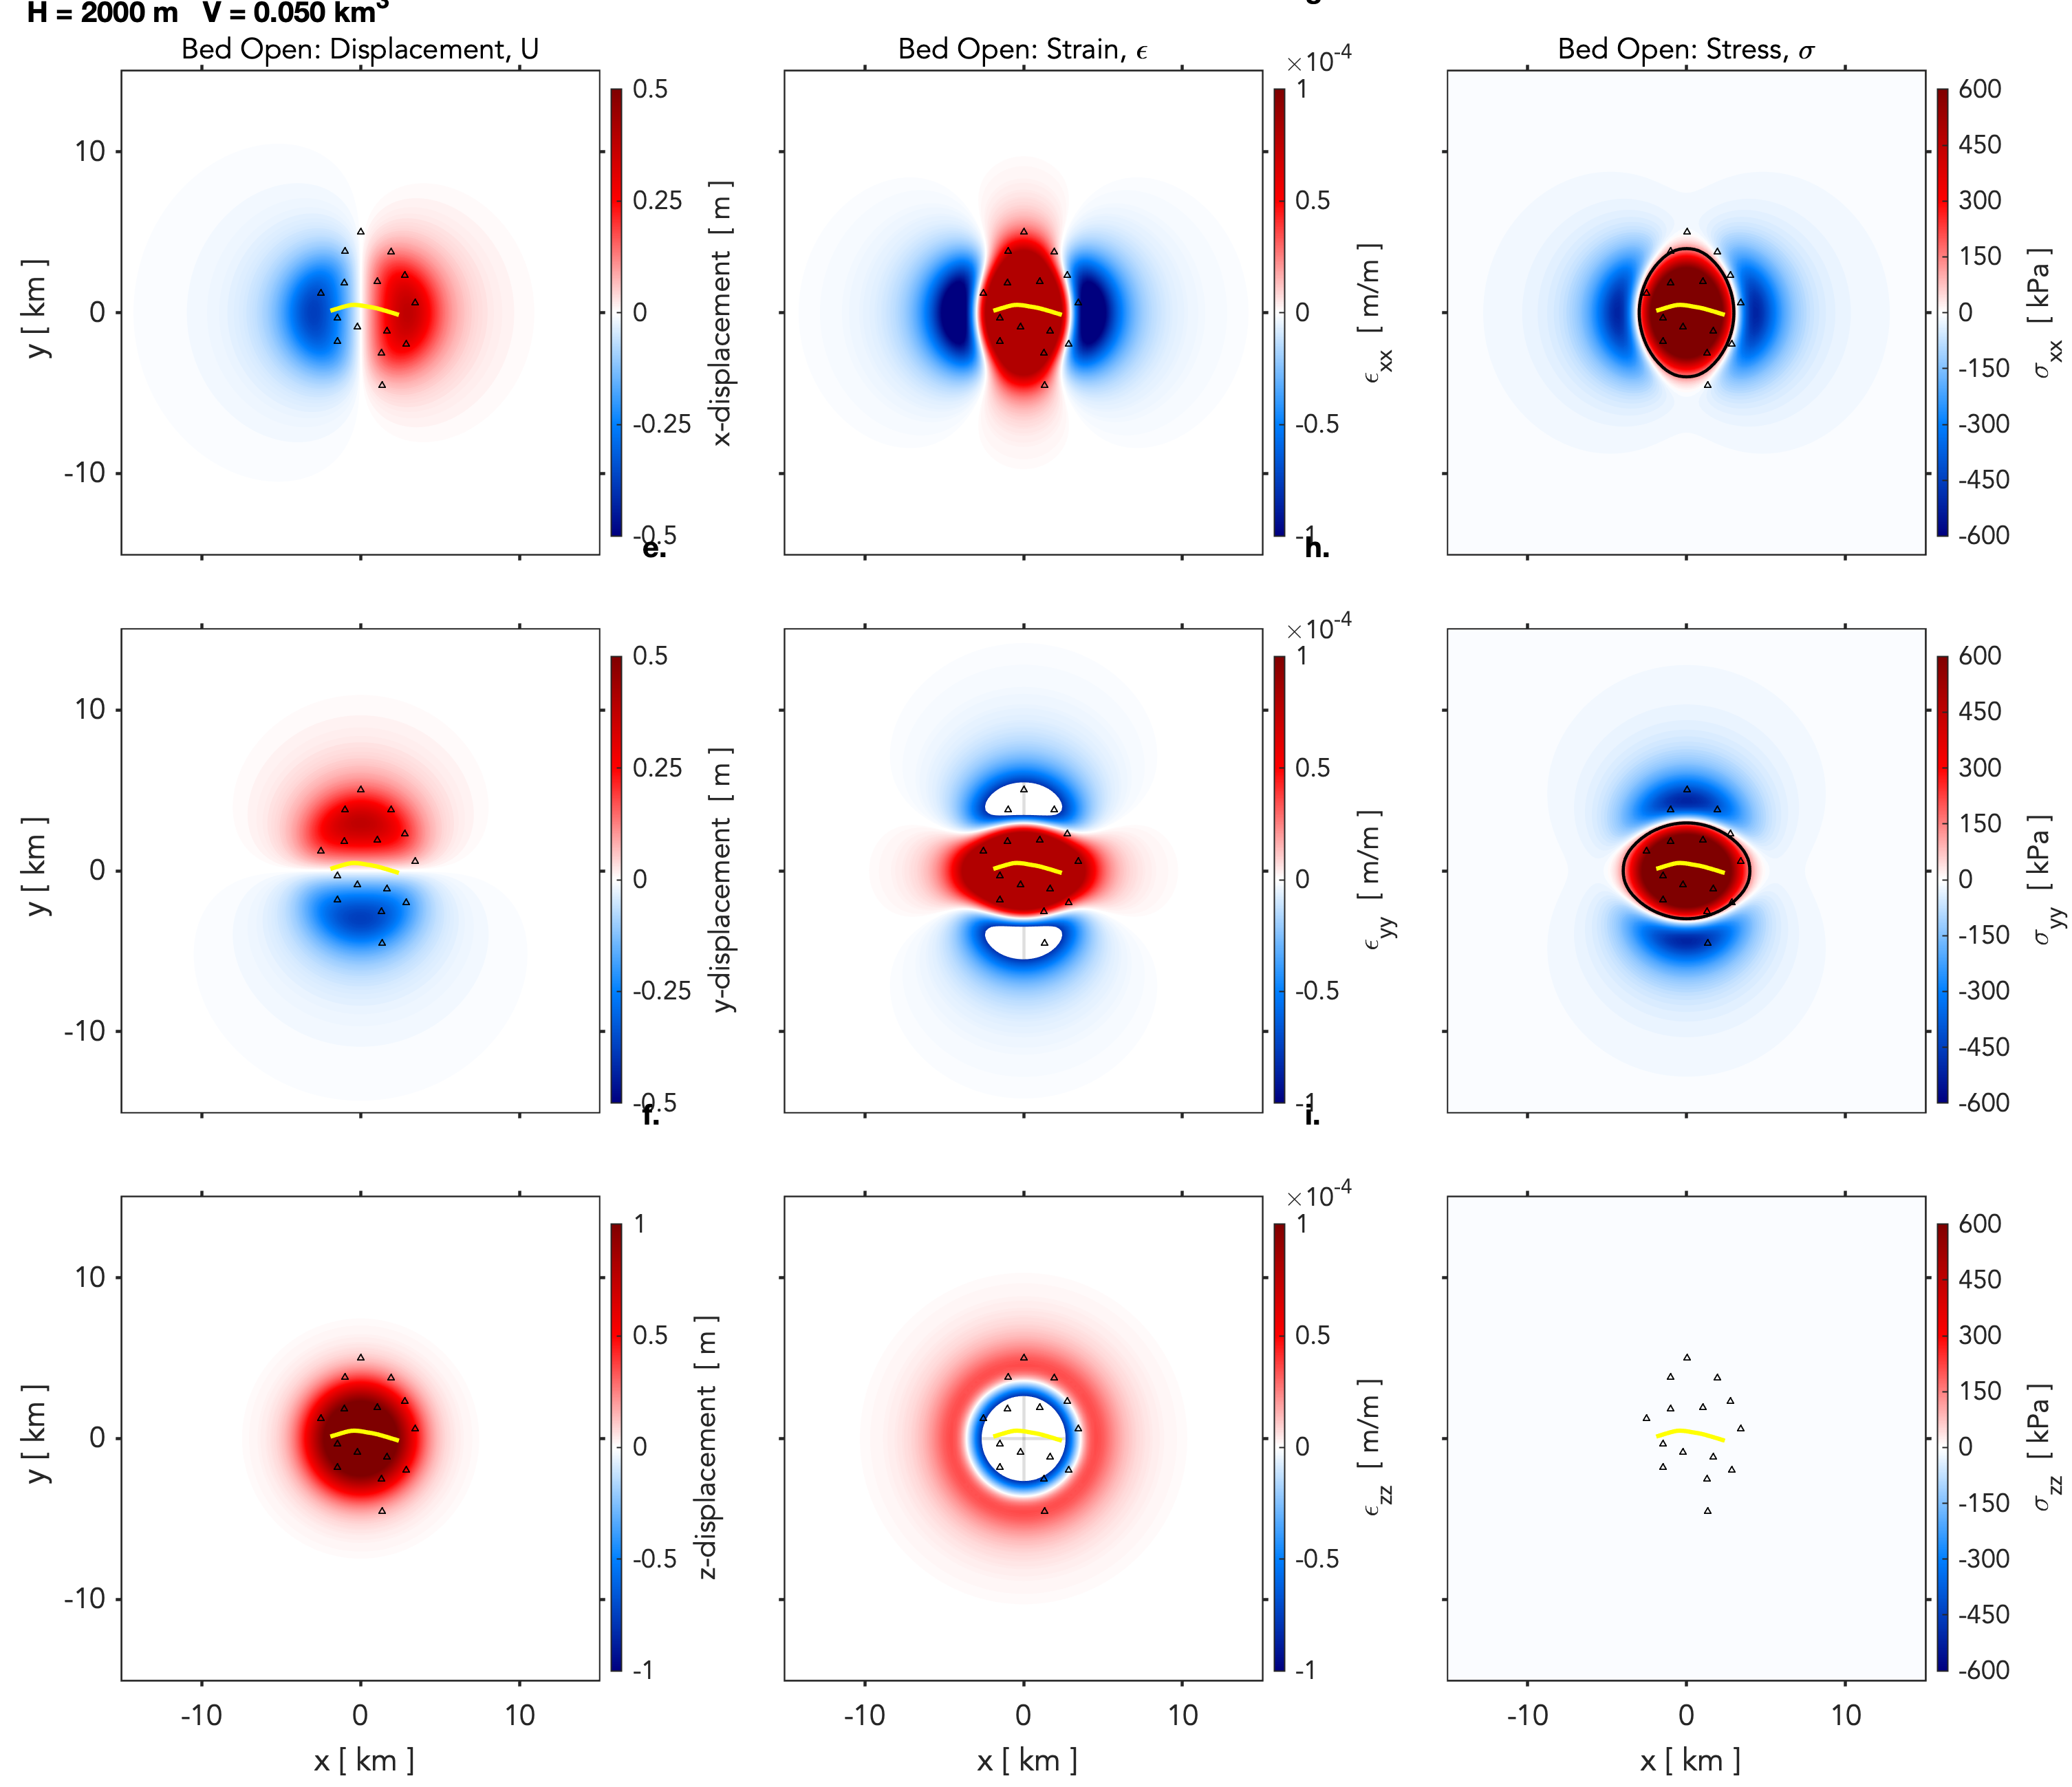 H = 2000 m V = 0.050 km³
Bed Open: Displacement, U
Bed Open: Strain, ϵ
Bed Open: Stress, σ
10
0
-10
y [ km ]
0.5
0.25
0
-0.25
-0.5
x-displacement [ m ]
×10⁻⁴
1
0.5
0
-0.5
-1
ϵxx [ m/m ]
600
450
300
150
0
-150
-300
-450
-600
σxx [ kPa ]
e.
h.
10
0
-10
y [ km ]
0.5
0.25
0
-0.25
-0.5
y-displacement [ m ]
×10⁻⁴
1
0.5
0
-0.5
-1
ϵyy [ m/m ]
600
450
300
150
0
-150
-300
-450
-600
σyy [ kPa ]
f.
i.
10
0
-10
y [ km ]
-10 0 10
x [ km ]
1
0.5
0
-0.5
-1
z-displacement [ m ]
-10 0 10
x [ km ]
×10⁻⁴
1
0.5
0
-0.5
-1
ϵzz [ m/m ]
-10 0 10
x [ km ]
600
450
300
150
0
-150
-300
-450
-600
σzz [ kPa ]